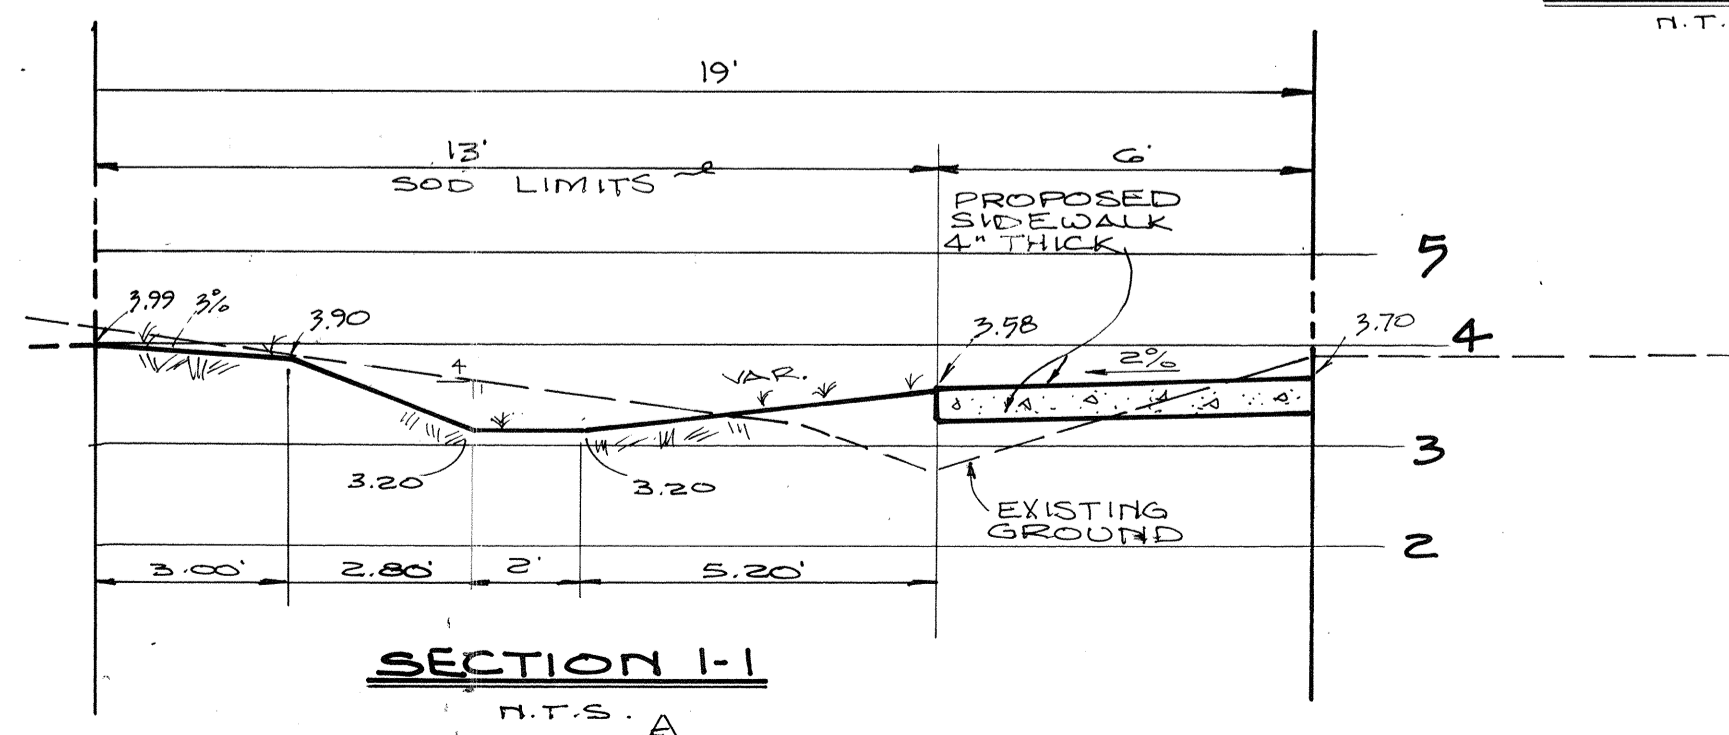 N.T.
19'
13'
6'
SOD LIMITS
PROPOSED
SIDEWALK
4" THICK
5
3.99
3%
3.90
3.58
3.70
4
4
1
VAR.
2%
3
3.20
3.20
EXISTING
GROUND
2
3.00'
2.80'
2'
5.20'
SECTION 1-1
N.T.S.
A